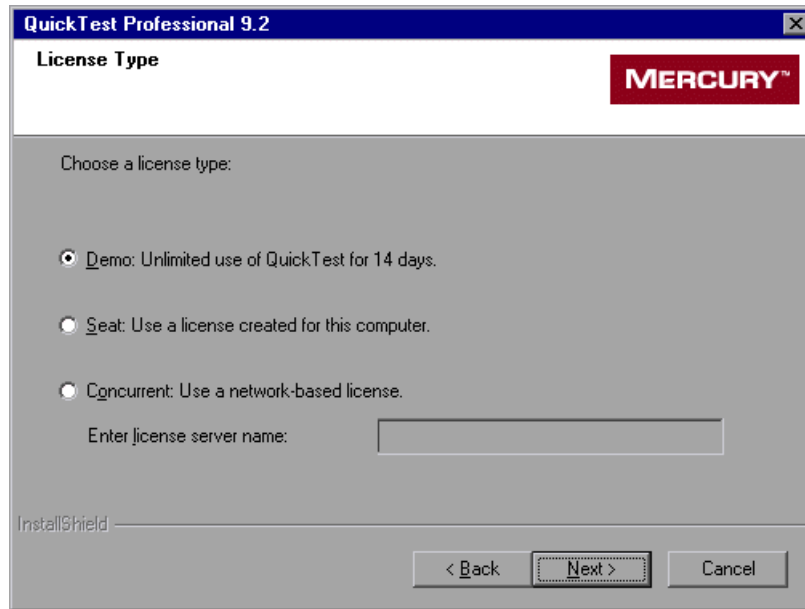 QuickTest Professional 9.2
License Type
MERCURY™
Choose a license type:
Demo: Unlimited use of QuickTest for 14 days.
Seat: Use a license created for this computer.
Concurrent: Use a network-based license.
Enter license server name:
InstallShield
< Back
Next >
Cancel